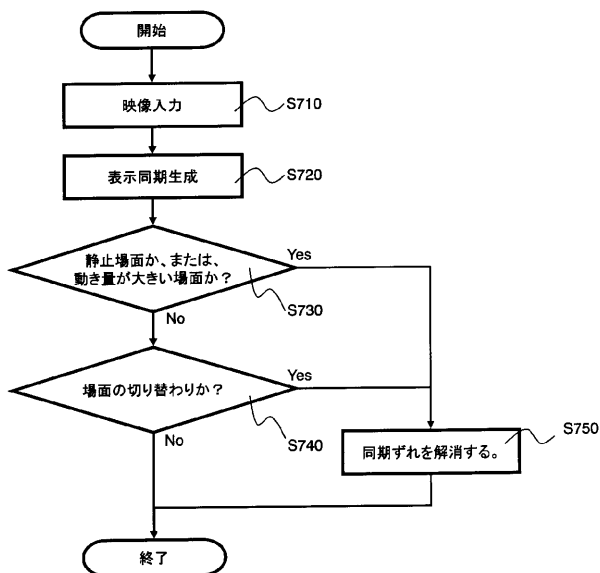 開始
映像入力
S710
表示同期生成
S720
静止場面か、または、
動き量が大きい場面か？
Yes
S730
No
場面の切り替わりか？
Yes
S740
No
同期ずれを解消する。
S750
終了